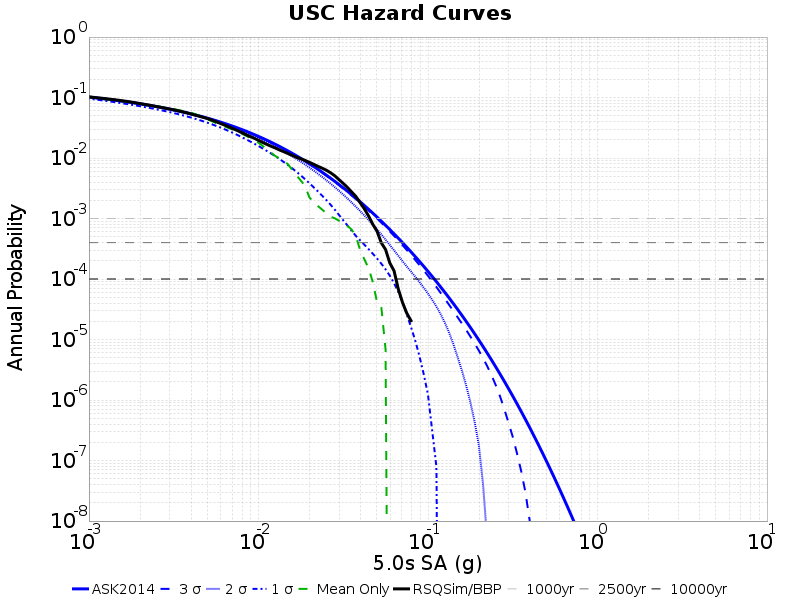 USC Hazard Curves
10^0
10^-1
10^-2
10^-3
10^-4
10^-5
10^-6
10^-7
10^-8
Annual Probability
10^-3 10^-2 10^-1 10^0 10^1
5.0s SA (g)
ASK2014 3 σ 2 σ 1 σ Mean Only RSQSim/BBP 1000yr 2500yr 10000yr